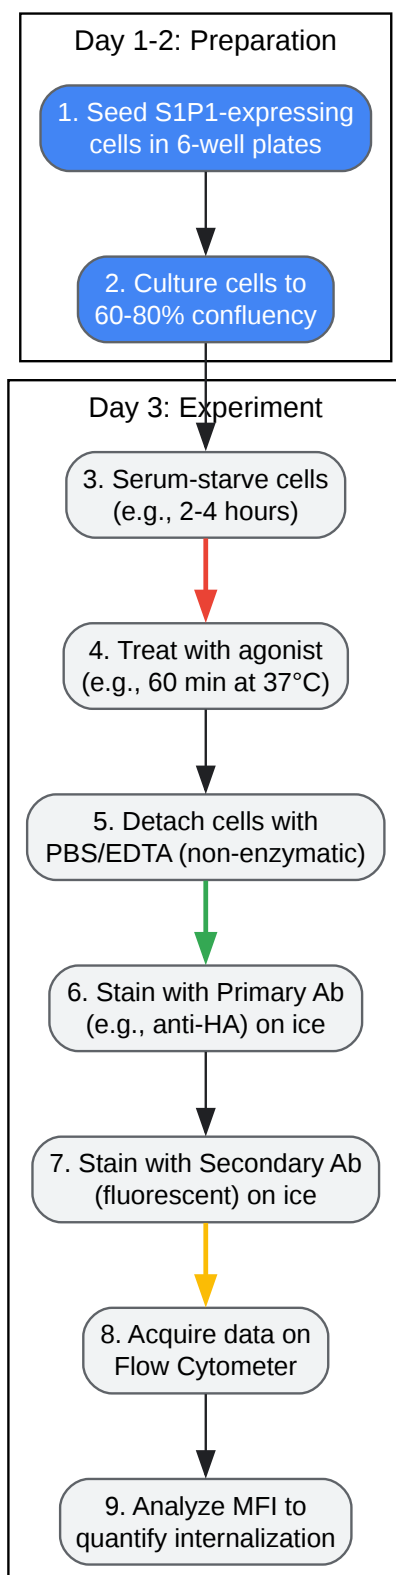 Day 1-2: Preparation
1. Seed S1P1-expressing
cells in 6-well plates
2. Culture cells to
60-80% confluency
Day 3: Experiment
3. Serum-starve cells
(e.g., 2-4 hours)
4. Treat with agonist
(e.g., 60 min at 37°C)
5. Detach cells with
PBS/EDTA (non-enzymatic)
6. Stain with Primary Ab
(e.g., anti-HA) on ice
7. Stain with Secondary Ab
(fluorescent) on ice
8. Acquire data on
Flow Cytometer
9. Analyze MFI to
quantify internalization